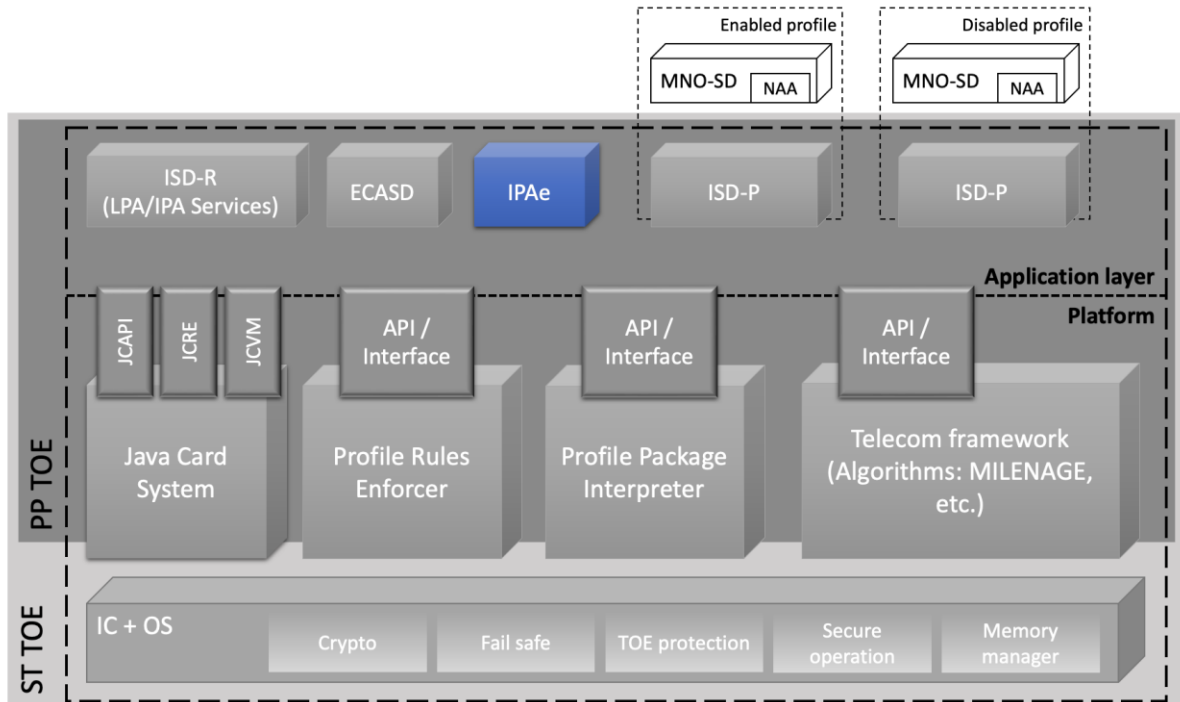 Enabled profile
Disabled profile
MNO-SD
NAA
MNO-SD
NAA
ISD-R
(LPA/IPA Services)
ECASD
IPAe
ISD-P
ISD-P
Application layer
Platform
JCAPI
JCRE
JCVM
API /
Interface
API /
Interface
API /
Interface
Java Card
System
Profile Rules
Enforcer
Profile Package
Interpreter
Telecom framework
(Algorithms: MILENAGE,
etc.)
PP TOE
ST TOE
IC + OS
Crypto
Fail safe
TOE protection
Secure
operation
Memory
manager